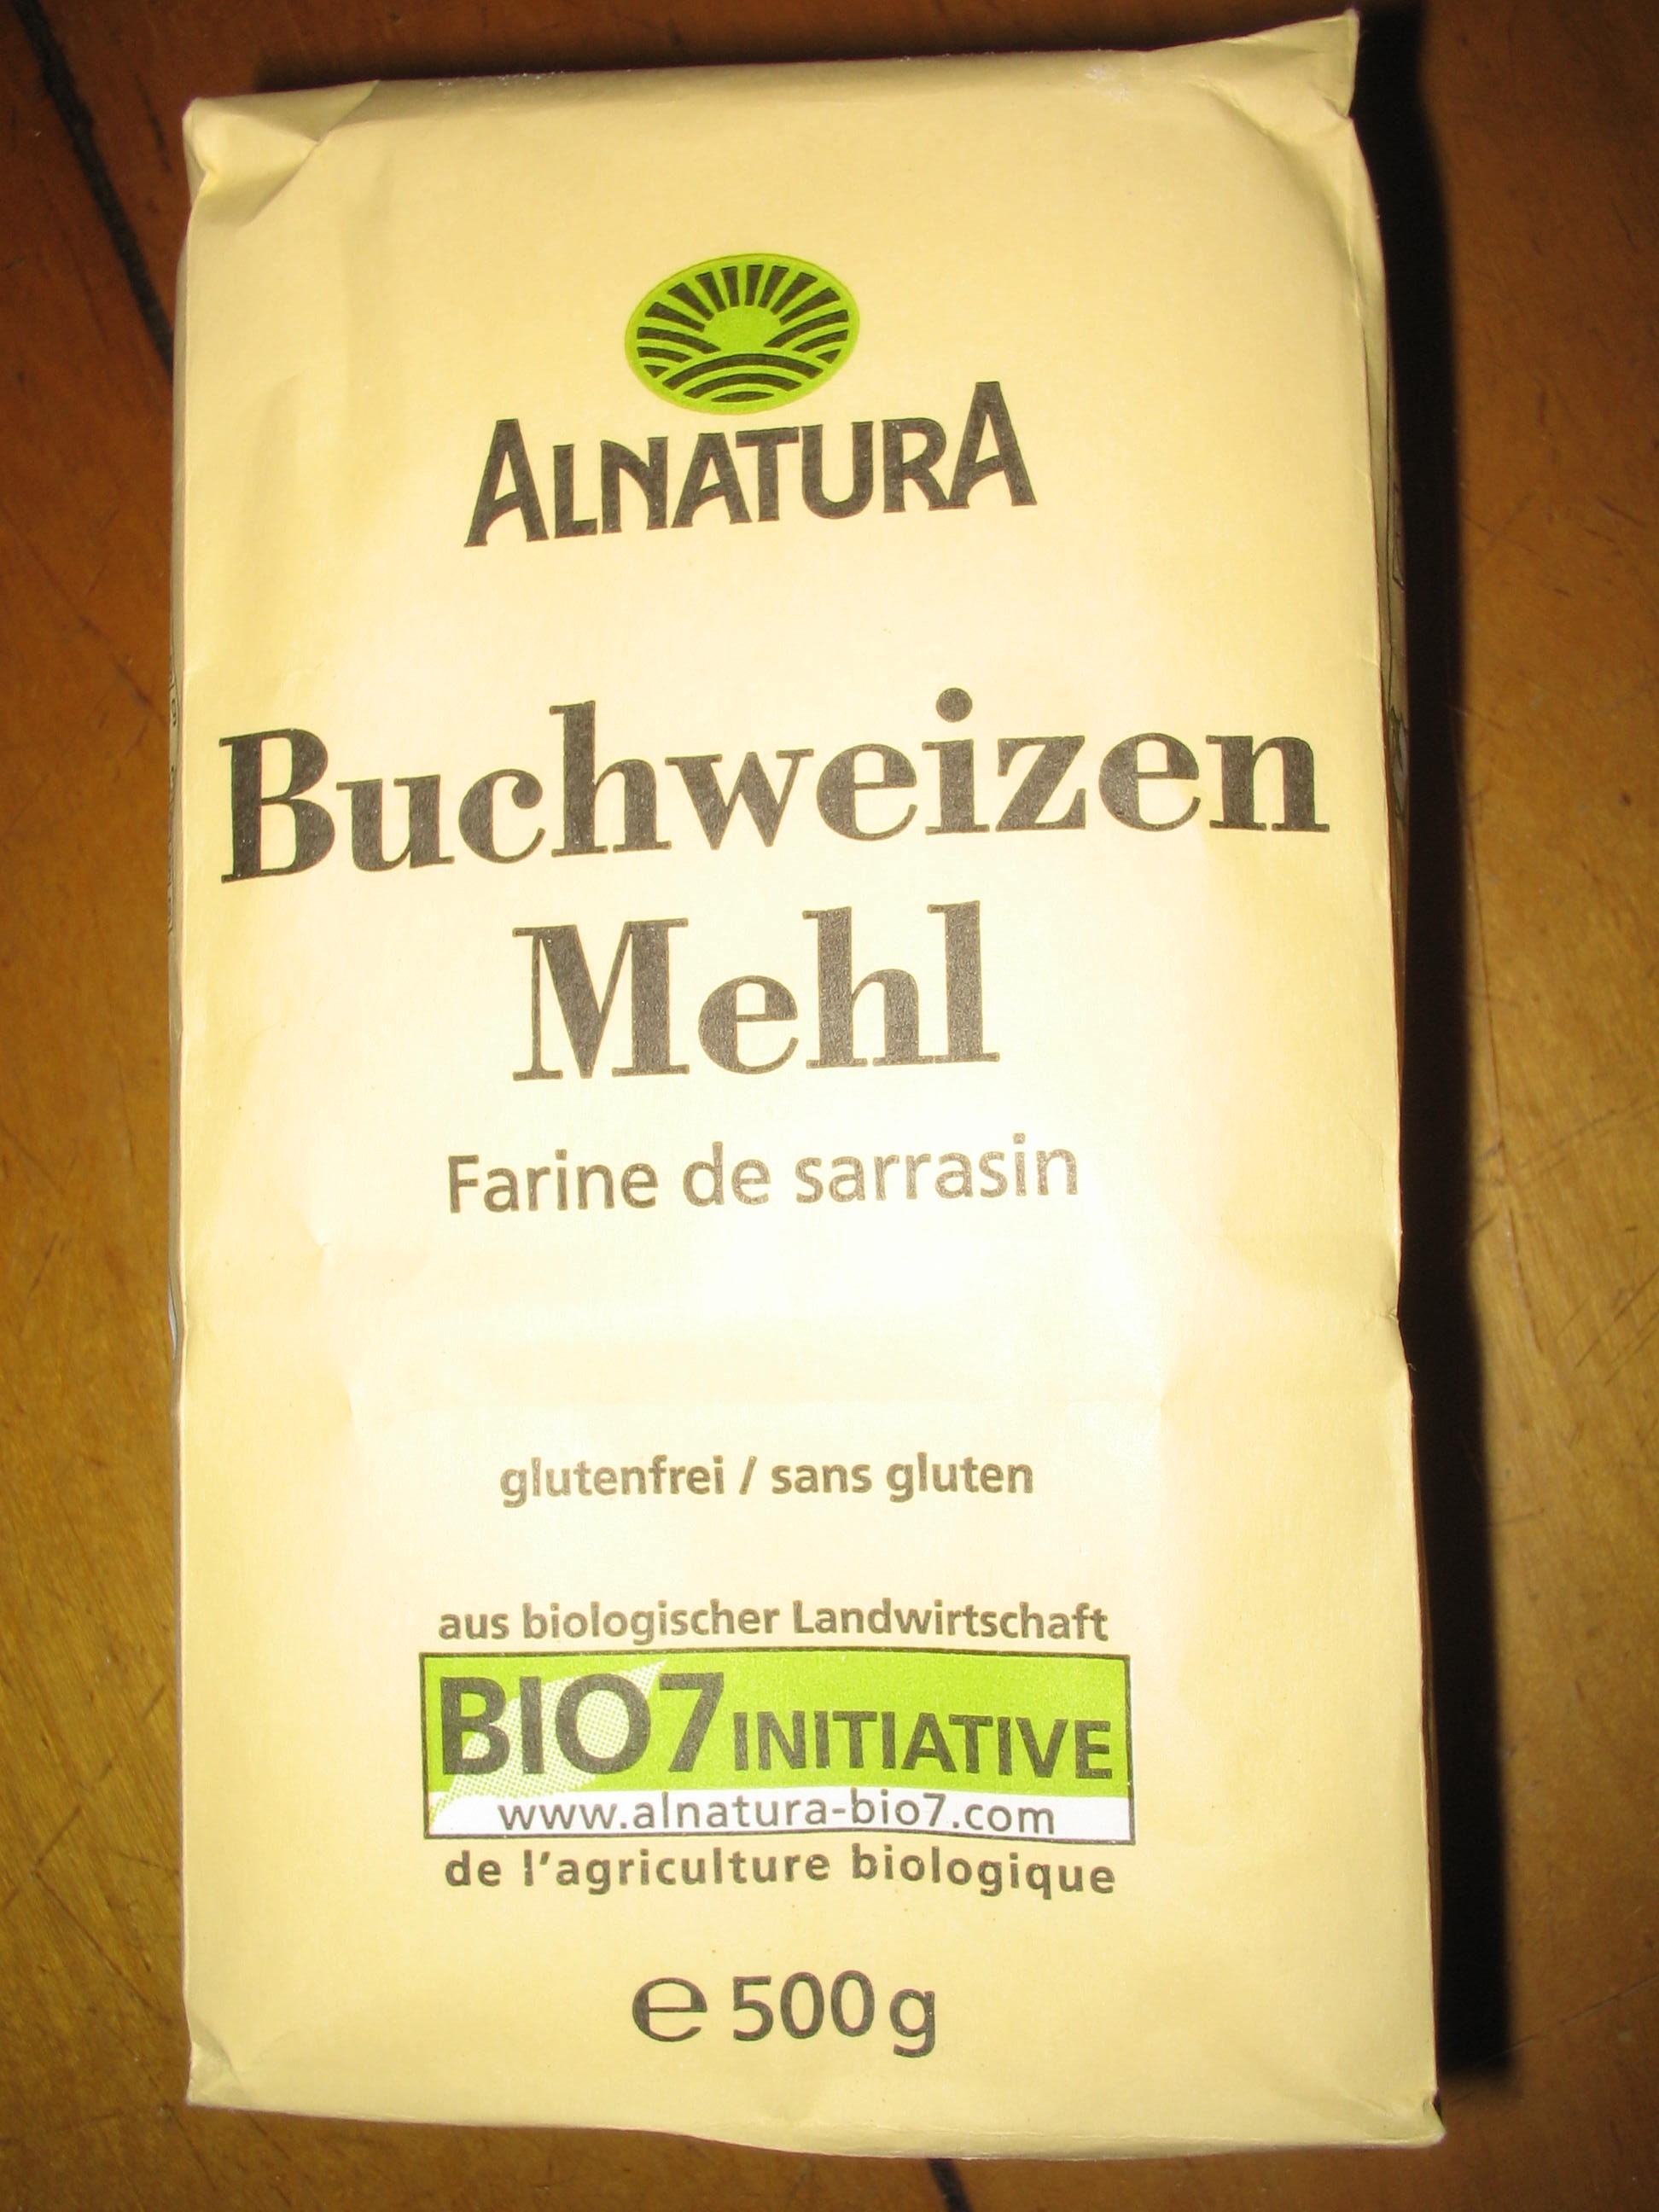 ALNATURA
Buchweizen
Mehl
Farine de sarrasin
glutenfrei / sans gluten
aus biologischer Landwirtschaft
BIO7 INITIATIVE
www.alnatura-bio7.com
de l'agriculture biologique
℮ 500 g